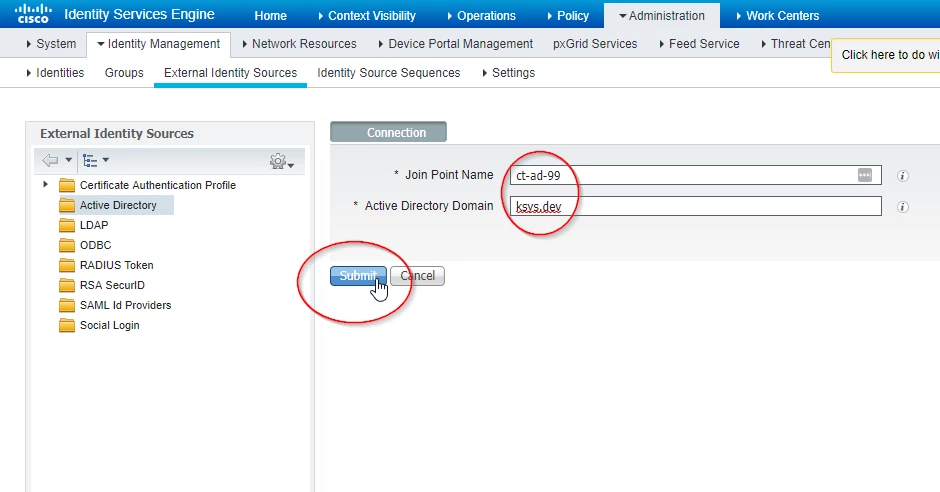 CISCO Identity Services Engine Home Context Visibility Operations Policy Administration Work Centers
System Identity Management Network Resources Device Portal Management pxGrid Services Feed Service Threat Cen
Click here to do wi
Identities Groups External Identity Sources Identity Source Sequences Settings
External Identity Sources
Certificate Authentication Profile
Active Directory
LDAP
ODBC
RADIUS Token
RSA SecurID
SAML Id Providers
Social Login
Connection
* Join Point Name ct-ad-99
* Active Directory Domain ksys.dev
Submit Cancel